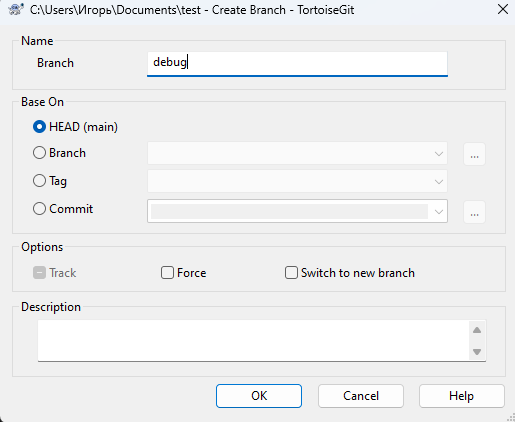 C:\Users\Игорь\Documents\test - Create Branch - TortoiseGit
Name
Branch debug
Base On
HEAD (main)
Branch ...
Tag
Commit ...
Options
Track Force Switch to new branch
Description
OK Cancel Help